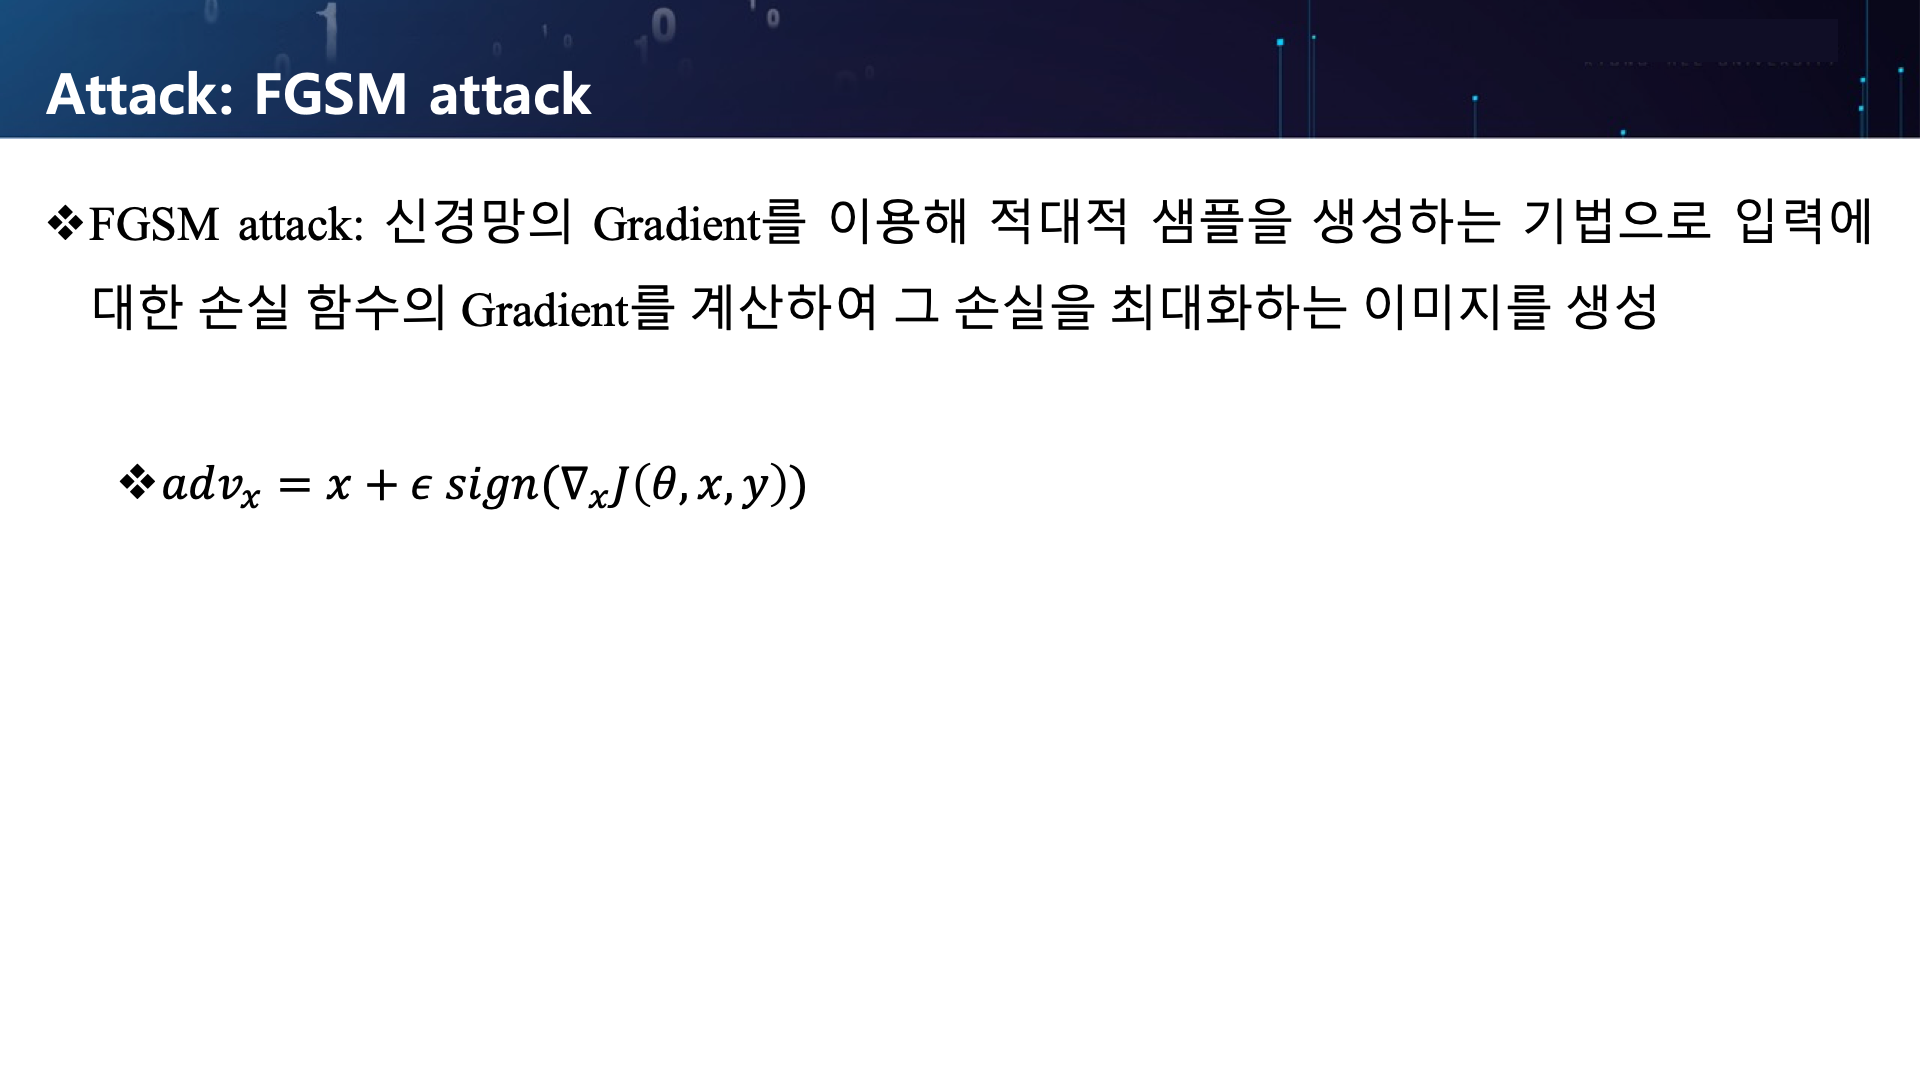 Attack: FGSM attack
❖FGSM attack: 신경망의 Gradient를 이용해 적대적 샘플을 생성하는 기법으로 입력에
대한 손실 함수의 Gradient를 계산하여 그 손실을 최대화하는 이미지를 생성
❖adv_x = x + ϵ sign(∇_x J(θ, x, y))